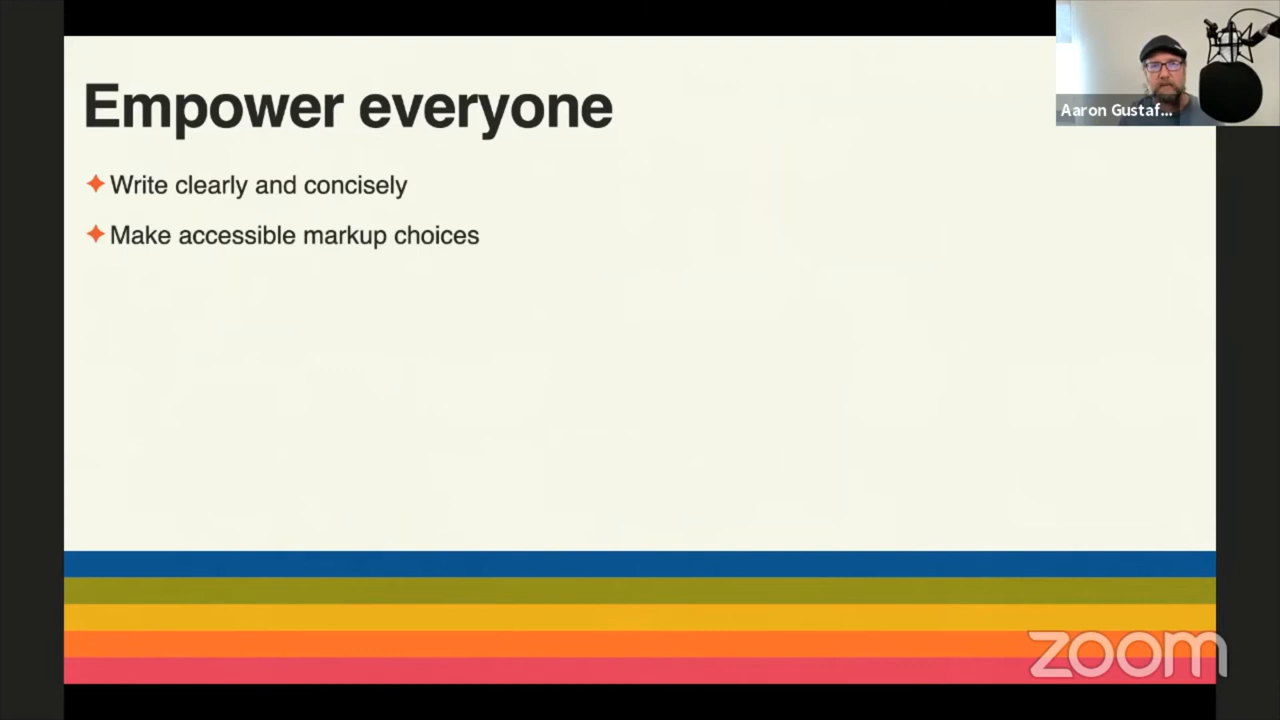 Empower everyone
Aaron Gustaf...
Write clearly and concisely
Make accessible markup choices
zoom